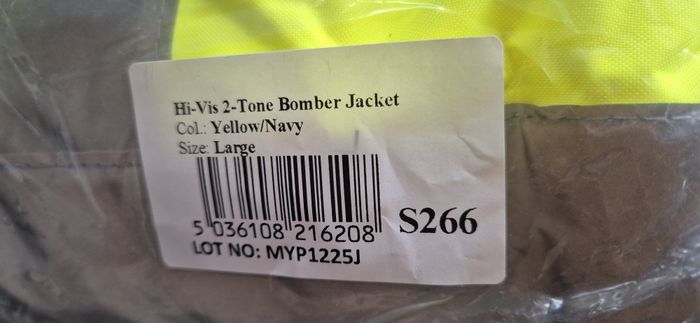 Hi-Vis 2-Tone Bomber Jacket
Col.: Yellow/Navy
Size: Large
5 036108 216208
S266
LOT NO: MYP1225J